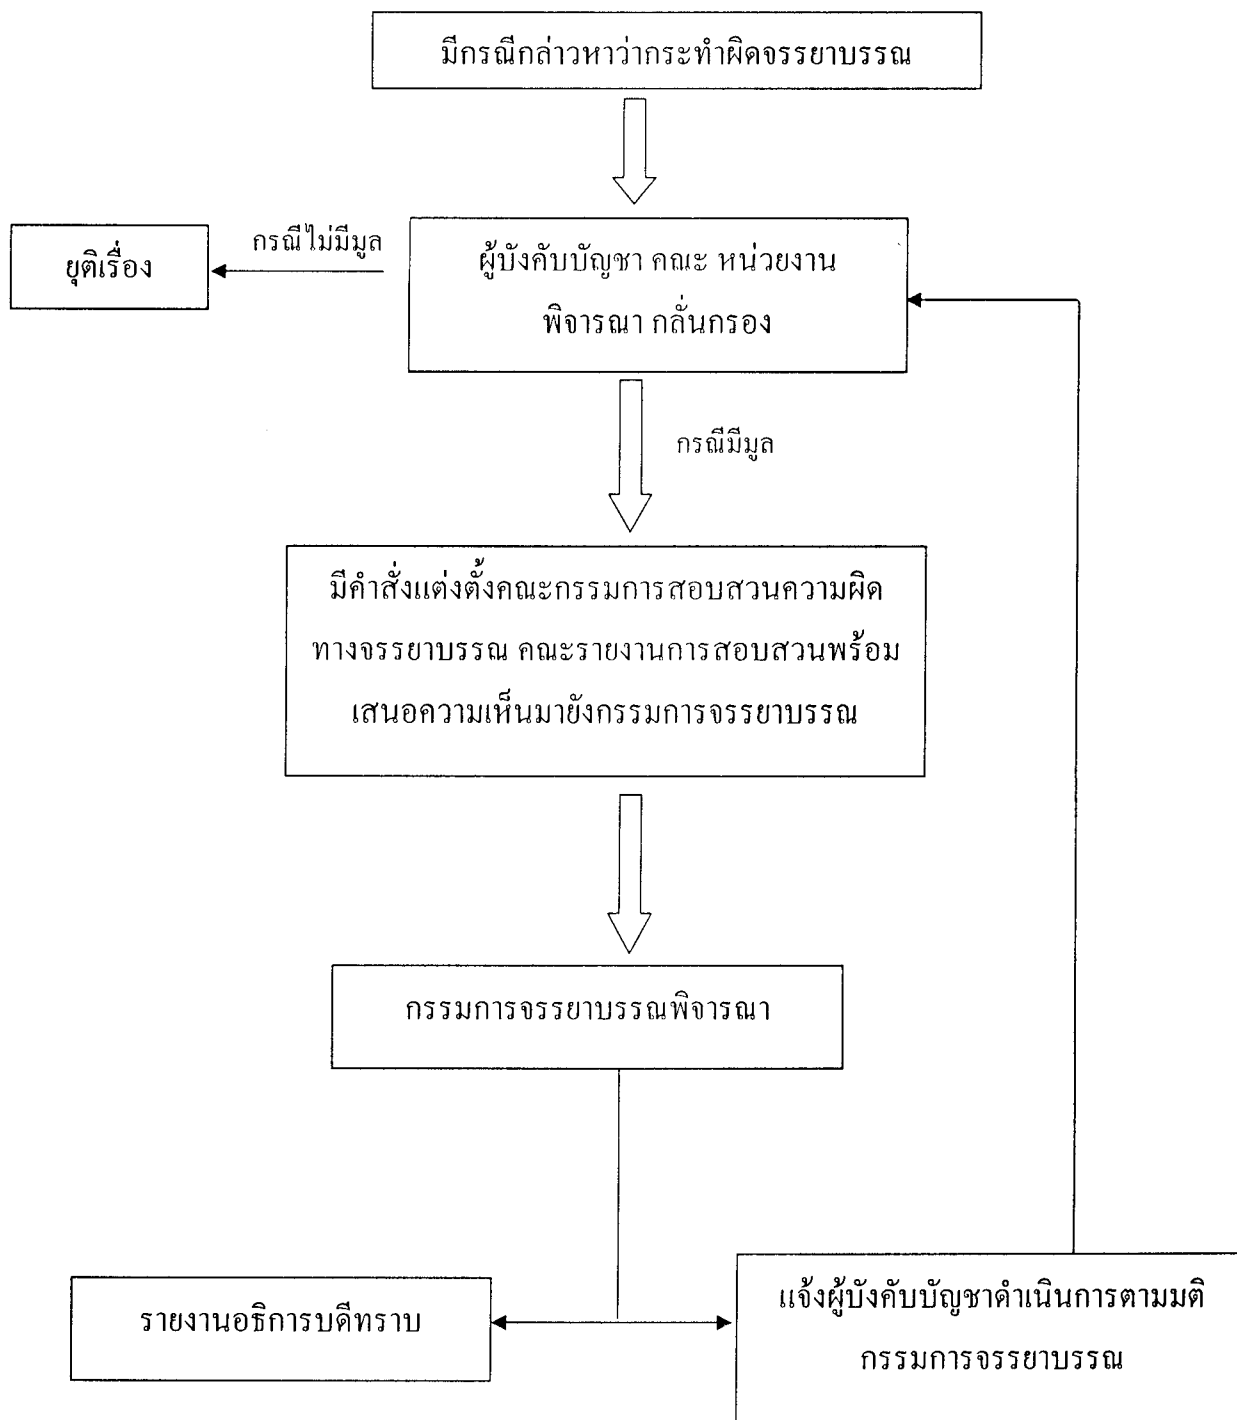 มีกรณีกล่าวหาว่ากระทำผิดจรรยาบรรณ
กรณีไม่มีมูล
ยุติเรื่อง
ผู้บังคับบัญชา คณะ หน่วยงาน
พิจารณา กลั่นกรอง
กรณีมีมูล
มีคำสั่งแต่งตั้งคณะกรรมการสอบสวนความผิด
ทางจรรยาบรรณ คณะรายงานการสอบสวนพร้อม
เสนอความเห็นมายังกรรมการจรรยาบรรณ
กรรมการจรรยาบรรณพิจารณา
รายงานอธิการบดีทราบ
แจ้งผู้บังคับบัญชาดำเนินการตามมติ
กรรมการจรรยาบรรณ